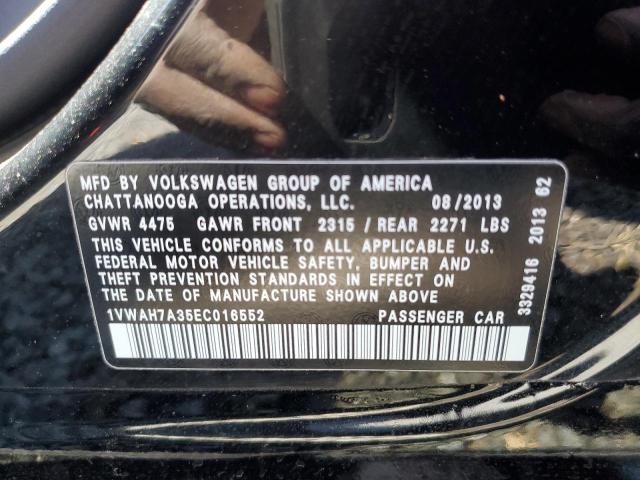 MFD BY VOLKSWAGEN GROUP OF AMERICA
CHATTANOOGA OPERATIONS, LLC. 08/2013
GVWR 4475 GAWR FRONT 2315 / REAR 2271 LBS
THIS VEHICLE CONFORMS TO ALL APPLICABLE U.S.
FEDERAL MOTOR VEHICLE SAFETY, BUMPER AND
THEFT PREVENTION STANDARDS IN EFFECT ON
THE DATE OF MANUFACTURE SHOWN ABOVE.
1VWAH7A35EC016552 PASSENGER CAR
3329416 2013 62